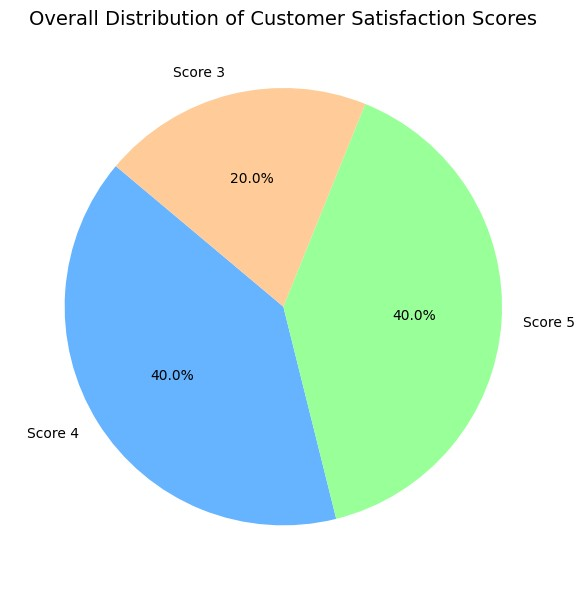 Overall Distribution of Customer Satisfaction Scores
Score 3
20.0%
40.0%
Score 5
40.0%
Score 4